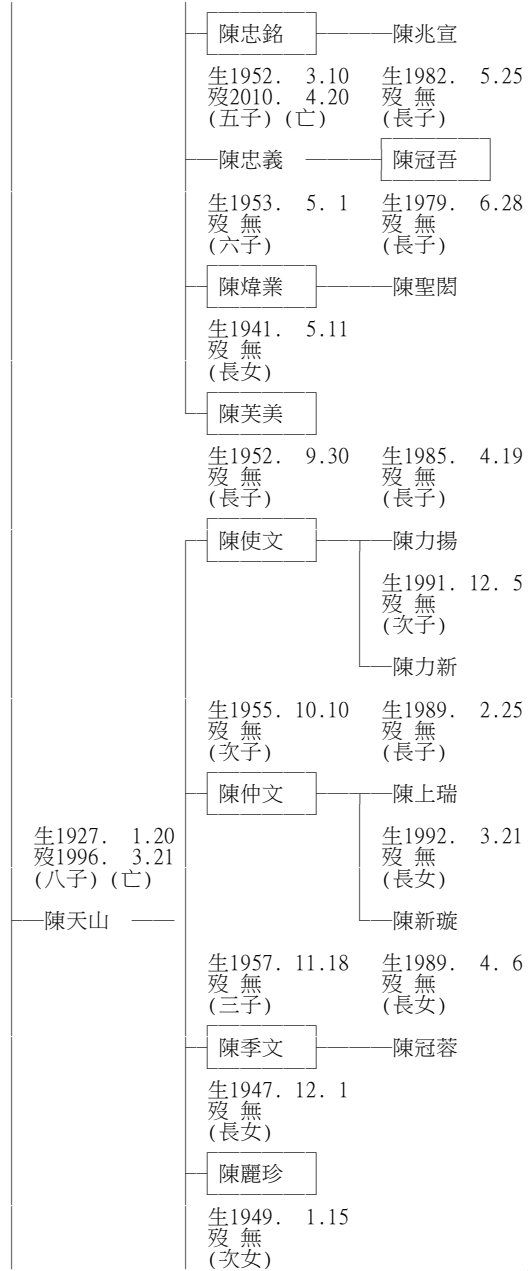 陳忠銘 陳兆宣
生1952. 3.10 生1982. 5.25
歿2010. 4.20 歿 無
(五子)(亡) (長子)
陳忠義 陳冠吾
生1953. 5. 1 生1979. 6.28
歿 無 歿 無
(六子) (長子)
陳煒業 陳聖閎
生1941. 5.11
歿 無
(長女)
陳芙美
生1952. 9.30 生1985. 4.19
歿 無 歿 無
(長子) (長子)
陳使文 陳力揚
生1991. 12. 5
歿 無
(次子)
陳力新
生1955. 10.10 生1989. 2.25
歿 無 歿 無
(次子) (長子)
陳仲文 陳上瑞
生1927. 1.20 生1992. 3.21
歿1996. 3.21 歿 無
(八子)(亡) (長女)
陳天山 陳新璇
生1957. 11.18 生1989. 4. 6
歿 無 歿 無
(三子) (長女)
陳季文 陳冠蓉
生1947. 12. 1
歿 無
(長女)
陳麗珍
生1949. 1.15
歿 無
(次女)